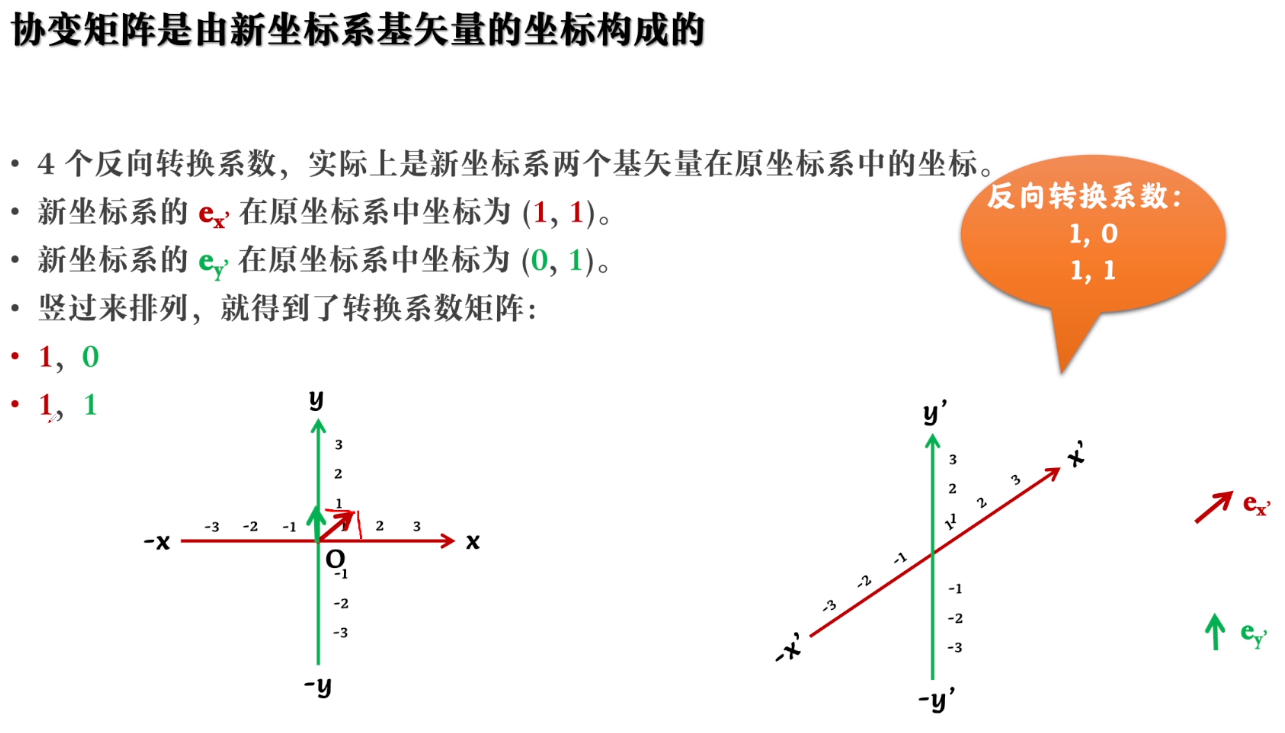 协变矩阵是由新坐标系基矢量的坐标构成的
• 4 个反向转换系数，实际上是新坐标系两个基矢量在原坐标系中的坐标。
• 新坐标系的 ex’ 在原坐标系中坐标为 (1, 1)。
• 新坐标系的 ey’ 在原坐标系中坐标为 (0, 1)。
• 竖过来排列，就得到了转换系数矩阵：
• 1，0
• 1，1
反向转换系数：
1, 0
1, 1
y
3
2
1
-3 -2 -1 1 2 3
-x
x
O
-1
-2
-3
-y
y’
x’
3
2
1
1
2
3
-1
-2
-3
-x’
-1
-2
-3
-y’
ex’
ey’